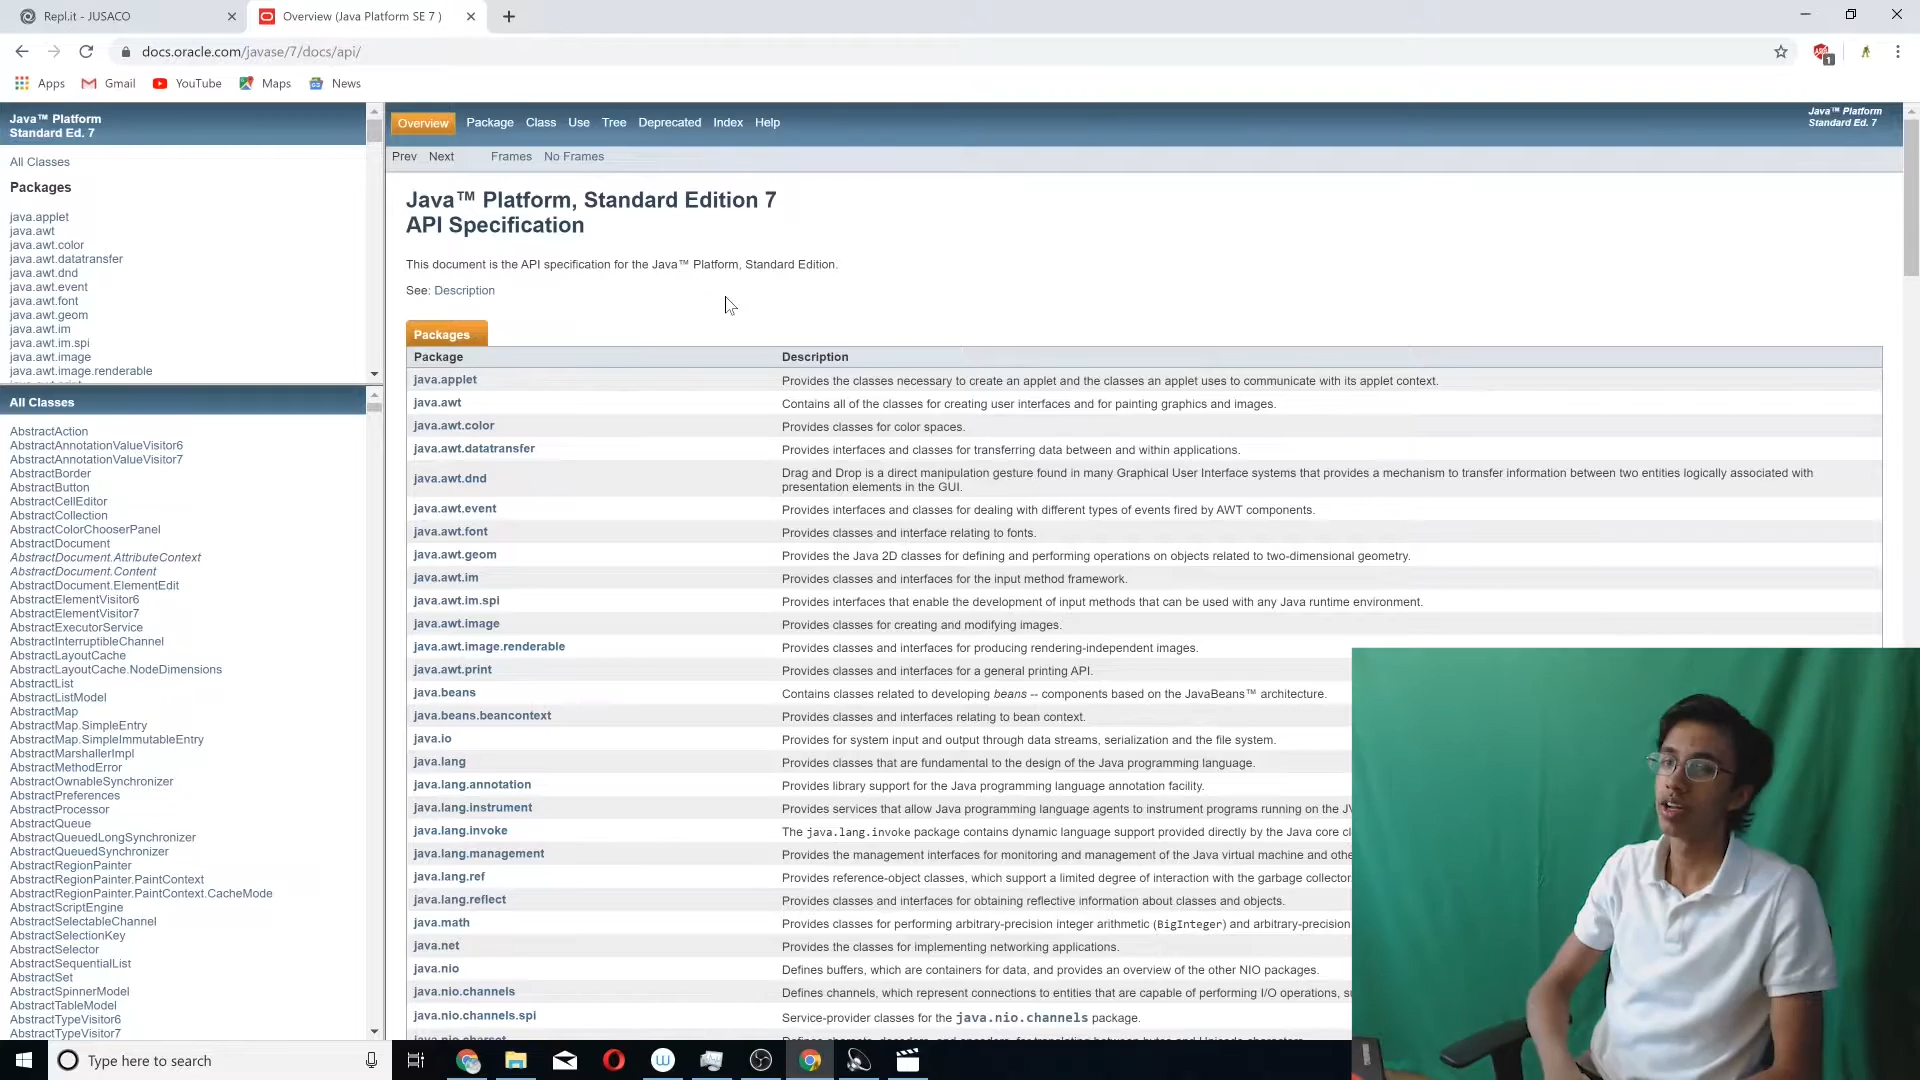 Repl.it - JUSACO
Overview (Java Platform SE 7 )
docs.oracle.com/javase/7/docs/api/
1
Apps
Gmail
YouTube
Maps
News
Java™ Platform
Standard Ed. 7
All Classes
Packages
java.applet
java.awt
java.awt.color
java.awt.datatransfer
java.awt.dnd
java.awt.event
java.awt.font
java.awt.geom
java.awt.im
java.awt.im.spi
java.awt.image
java.awt.image.renderable
All Classes
AbstractAction
AbstractAnnotationValueVisitor6
AbstractAnnotationValueVisitor7
AbstractBorder
AbstractButton
AbstractCellEditor
AbstractCollection
AbstractColorChooserPanel
AbstractDocument
AbstractDocument.AttributeContext
AbstractDocument.Content
AbstractDocument.ElementEdit
AbstractElementVisitor6
AbstractElementVisitor7
AbstractExecutorService
AbstractInterruptibleChannel
AbstractLayoutCache
AbstractLayoutCache.NodeDimensions
AbstractList
AbstractListModel
AbstractMap
AbstractMap.SimpleEntry
AbstractMap.SimpleImmutableEntry
AbstractMarshallerImpl
AbstractMethodError
AbstractOwnableSynchronizer
AbstractPreferences
AbstractProcessor
AbstractQueue
AbstractQueuedLongSynchronizer
AbstractQueuedSynchronizer
AbstractRegionPainter
AbstractRegionPainter.PaintContext
AbstractRegionPainter.PaintContext.CacheMode
AbstractScriptEngine
AbstractSelectableChannel
AbstractSelectionKey
AbstractSelector
AbstractSequentialList
AbstractSet
AbstractSpinnerModel
AbstractTableModel
AbstractTypeVisitor6
AbstractTypeVisitor7
Overview Package Class Use Tree Deprecated Index Help
Java™ Platform
Standard Ed. 7
Prev Next Frames No Frames
Java™ Platform, Standard Edition 7
API Specification
This document is the API specification for the Java™ Platform, Standard Edition.
See: Description
Packages
Package Description
java.applet Provides the classes necessary to create an applet and the classes an applet uses to communicate with its applet context.
java.awt Contains all of the classes for creating user interfaces and for painting graphics and images.
java.awt.color Provides classes for color spaces.
java.awt.datatransfer Provides interfaces and classes for transferring data between and within applications.
java.awt.dnd Drag and Drop is a direct manipulation gesture found in many Graphical User Interface systems that provides a mechanism to transfer information between two entities logically associated with
presentation elements in the GUI.
java.awt.event Provides interfaces and classes for dealing with different types of events fired by AWT components.
java.awt.font Provides classes and interface relating to fonts.
java.awt.geom Provides the Java 2D classes for defining and performing operations on objects related to two-dimensional geometry.
java.awt.im Provides classes and interfaces for the input method framework.
java.awt.im.spi Provides interfaces that enable the development of input methods that can be used with any Java runtime environment.
java.awt.image Provides classes for creating and modifying images.
java.awt.image.renderable Provides classes and interfaces for producing rendering-independent images.
java.awt.print Provides classes and interfaces for a general printing API.
java.beans Contains classes related to developing beans -- components based on the JavaBeans™ architecture.
java.beans.beancontext Provides classes and interfaces relating to bean context.
java.io Provides for system input and output through data streams, serialization and the file system.
java.lang Provides classes that are fundamental to the design of the Java programming language.
java.lang.annotation Provides library support for the Java programming language annotation facility.
java.lang.instrument Provides services that allow Java programming language agents to instrument programs running on the
java.lang.invoke The java.lang.invoke package contains dynamic language support provided directly by the Java core
java.lang.management Provides the management interfaces for monitoring and management of the Java virtual machine and
java.lang.ref Provides reference-object classes, which support a limited degree of interaction with the garbage collector
java.lang.reflect Provides classes and interfaces for obtaining reflective information about classes and objects.
java.math Provides classes for performing arbitrary-precision integer arithmetic (BigInteger) and arbitrary-precision
java.net Provides the classes for implementing networking applications.
java.nio Defines buffers, which are containers for data, and provides an overview of the other NIO packages.
java.nio.channels Defines channels, which represent connections to entities that are capable of performing I/O operations,
java.nio.channels.spi Service-provider classes for the java.nio.channels package.
Type here to search